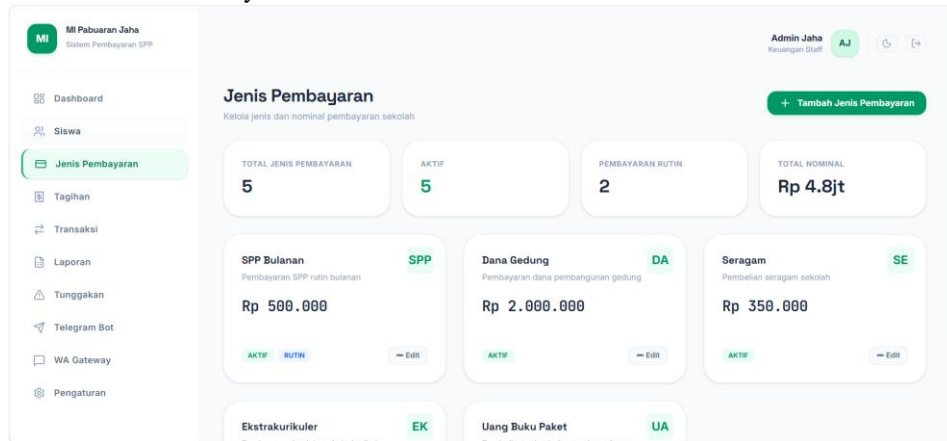 MI
MI Pabuaran Jaha
Sistem Pembayaran SPP
Admin Jaha
Keuangan Staff
AJ
Dashboard
Siswa
Jenis Pembayaran
Tagihan
Transaksi
Laporan
Tunggakan
Telegram Bot
WA Gateway
Pengaturan
Jenis Pembayaran
Kelola jenis dan nominal pembayaran sekolah
+ Tambah Jenis Pembayaran
TOTAL JENIS PEMBAYARAN
5
AKTIF
5
PEMBAYARAN RUTIN
2
TOTAL NOMINAL
Rp 4.8jt
SPP Bulanan
SPP
Pembayaran SPP rutin bulanan
Rp 500.000
AKTIF RUTIN
Edit
Dana Gedung
DA
Pembayaran dana pembangunan gedung
Rp 2.000.000
AKTIF
Edit
Seragam
SE
Pembelian seragam sekolah
Rp 350.000
AKTIF
Edit
Ekstrakurikuler
EK
Uang Buku Paket
UA